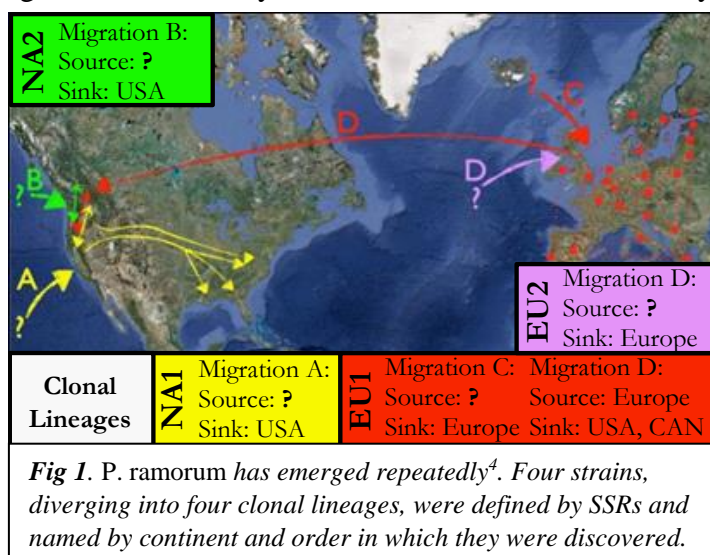 NA2
Migration B:
Source: ?
Sink: USA
D
?
C
D
?
?
B
A
?
EU2
Migration D:
Source: ?
Sink: Europe
Clonal
Lineages
NA1
Migration A:
Source: ?
Sink: USA
EU1
Migration C: Migration D:
Source: ? Source: Europe
Sink: Europe Sink: USA, CAN
Fig 1. P. ramorum has emerged repeatedly⁴. Four strains,
diverging into four clonal lineages, were defined by SSRs and
named by continent and order in which they were discovered.